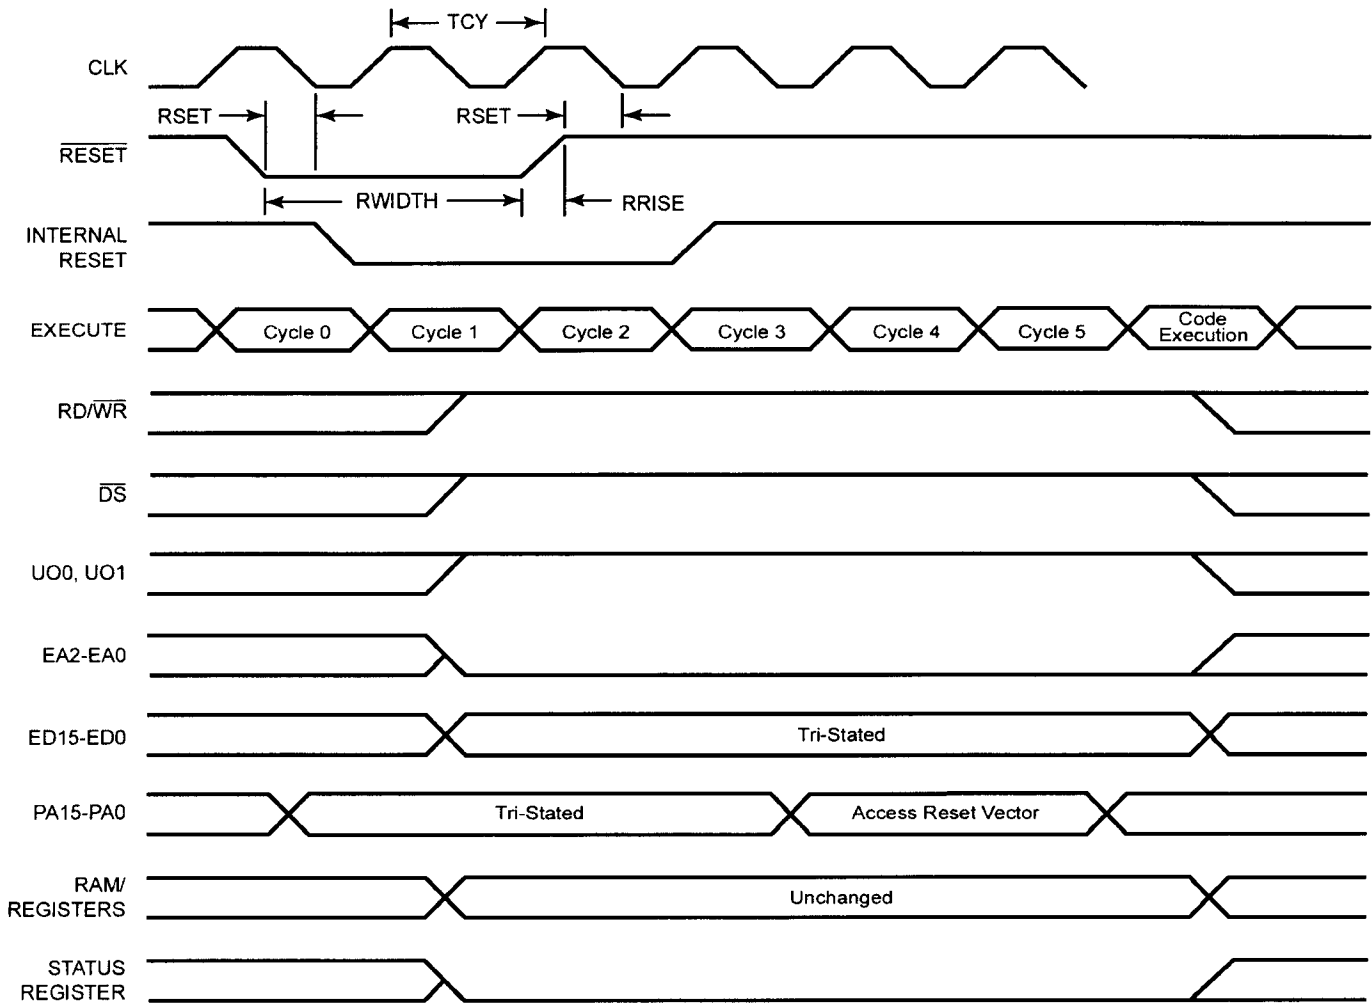 TCY
CLK
RSET RSET
RESET
RWIDTH RRISE
INTERNAL
RESET
EXECUTE Cycle 0 Cycle 1 Cycle 2 Cycle 3 Cycle 4 Cycle 5 Code
Execution
RD/WR
DS
UO0, UO1
EA2-EA0
ED15-ED0 Tri-Stated
PA15-PA0 Tri-Stated Access Reset Vector
RAM/
REGISTERS Unchanged
STATUS
REGISTER